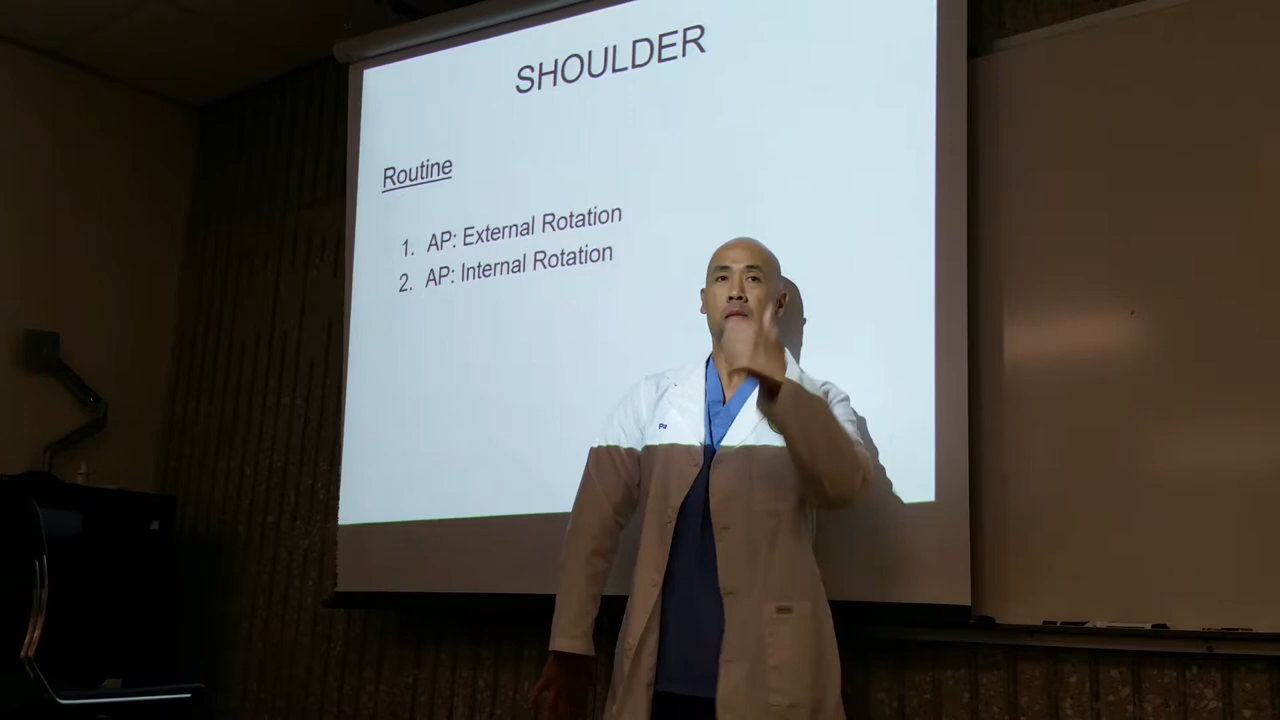 SHOULDER
Routine
1. AP: External Rotation
2. AP: Internal Rotation